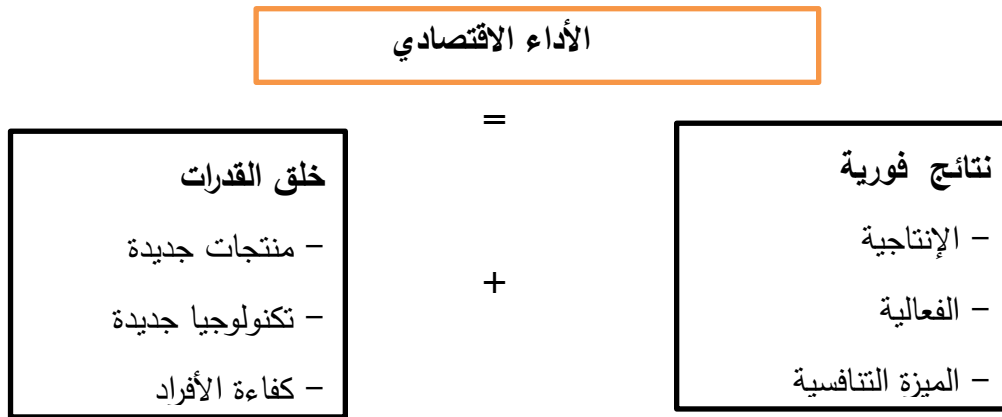 الأداء الاقتصادي
=
نتائج فورية
– الإنتاجية
– الفعالية
– الميزة التنافسية
+
خلق القدرات
– منتجات جديدة
– تكنولوجيا جديدة
– كفاءة الأفراد